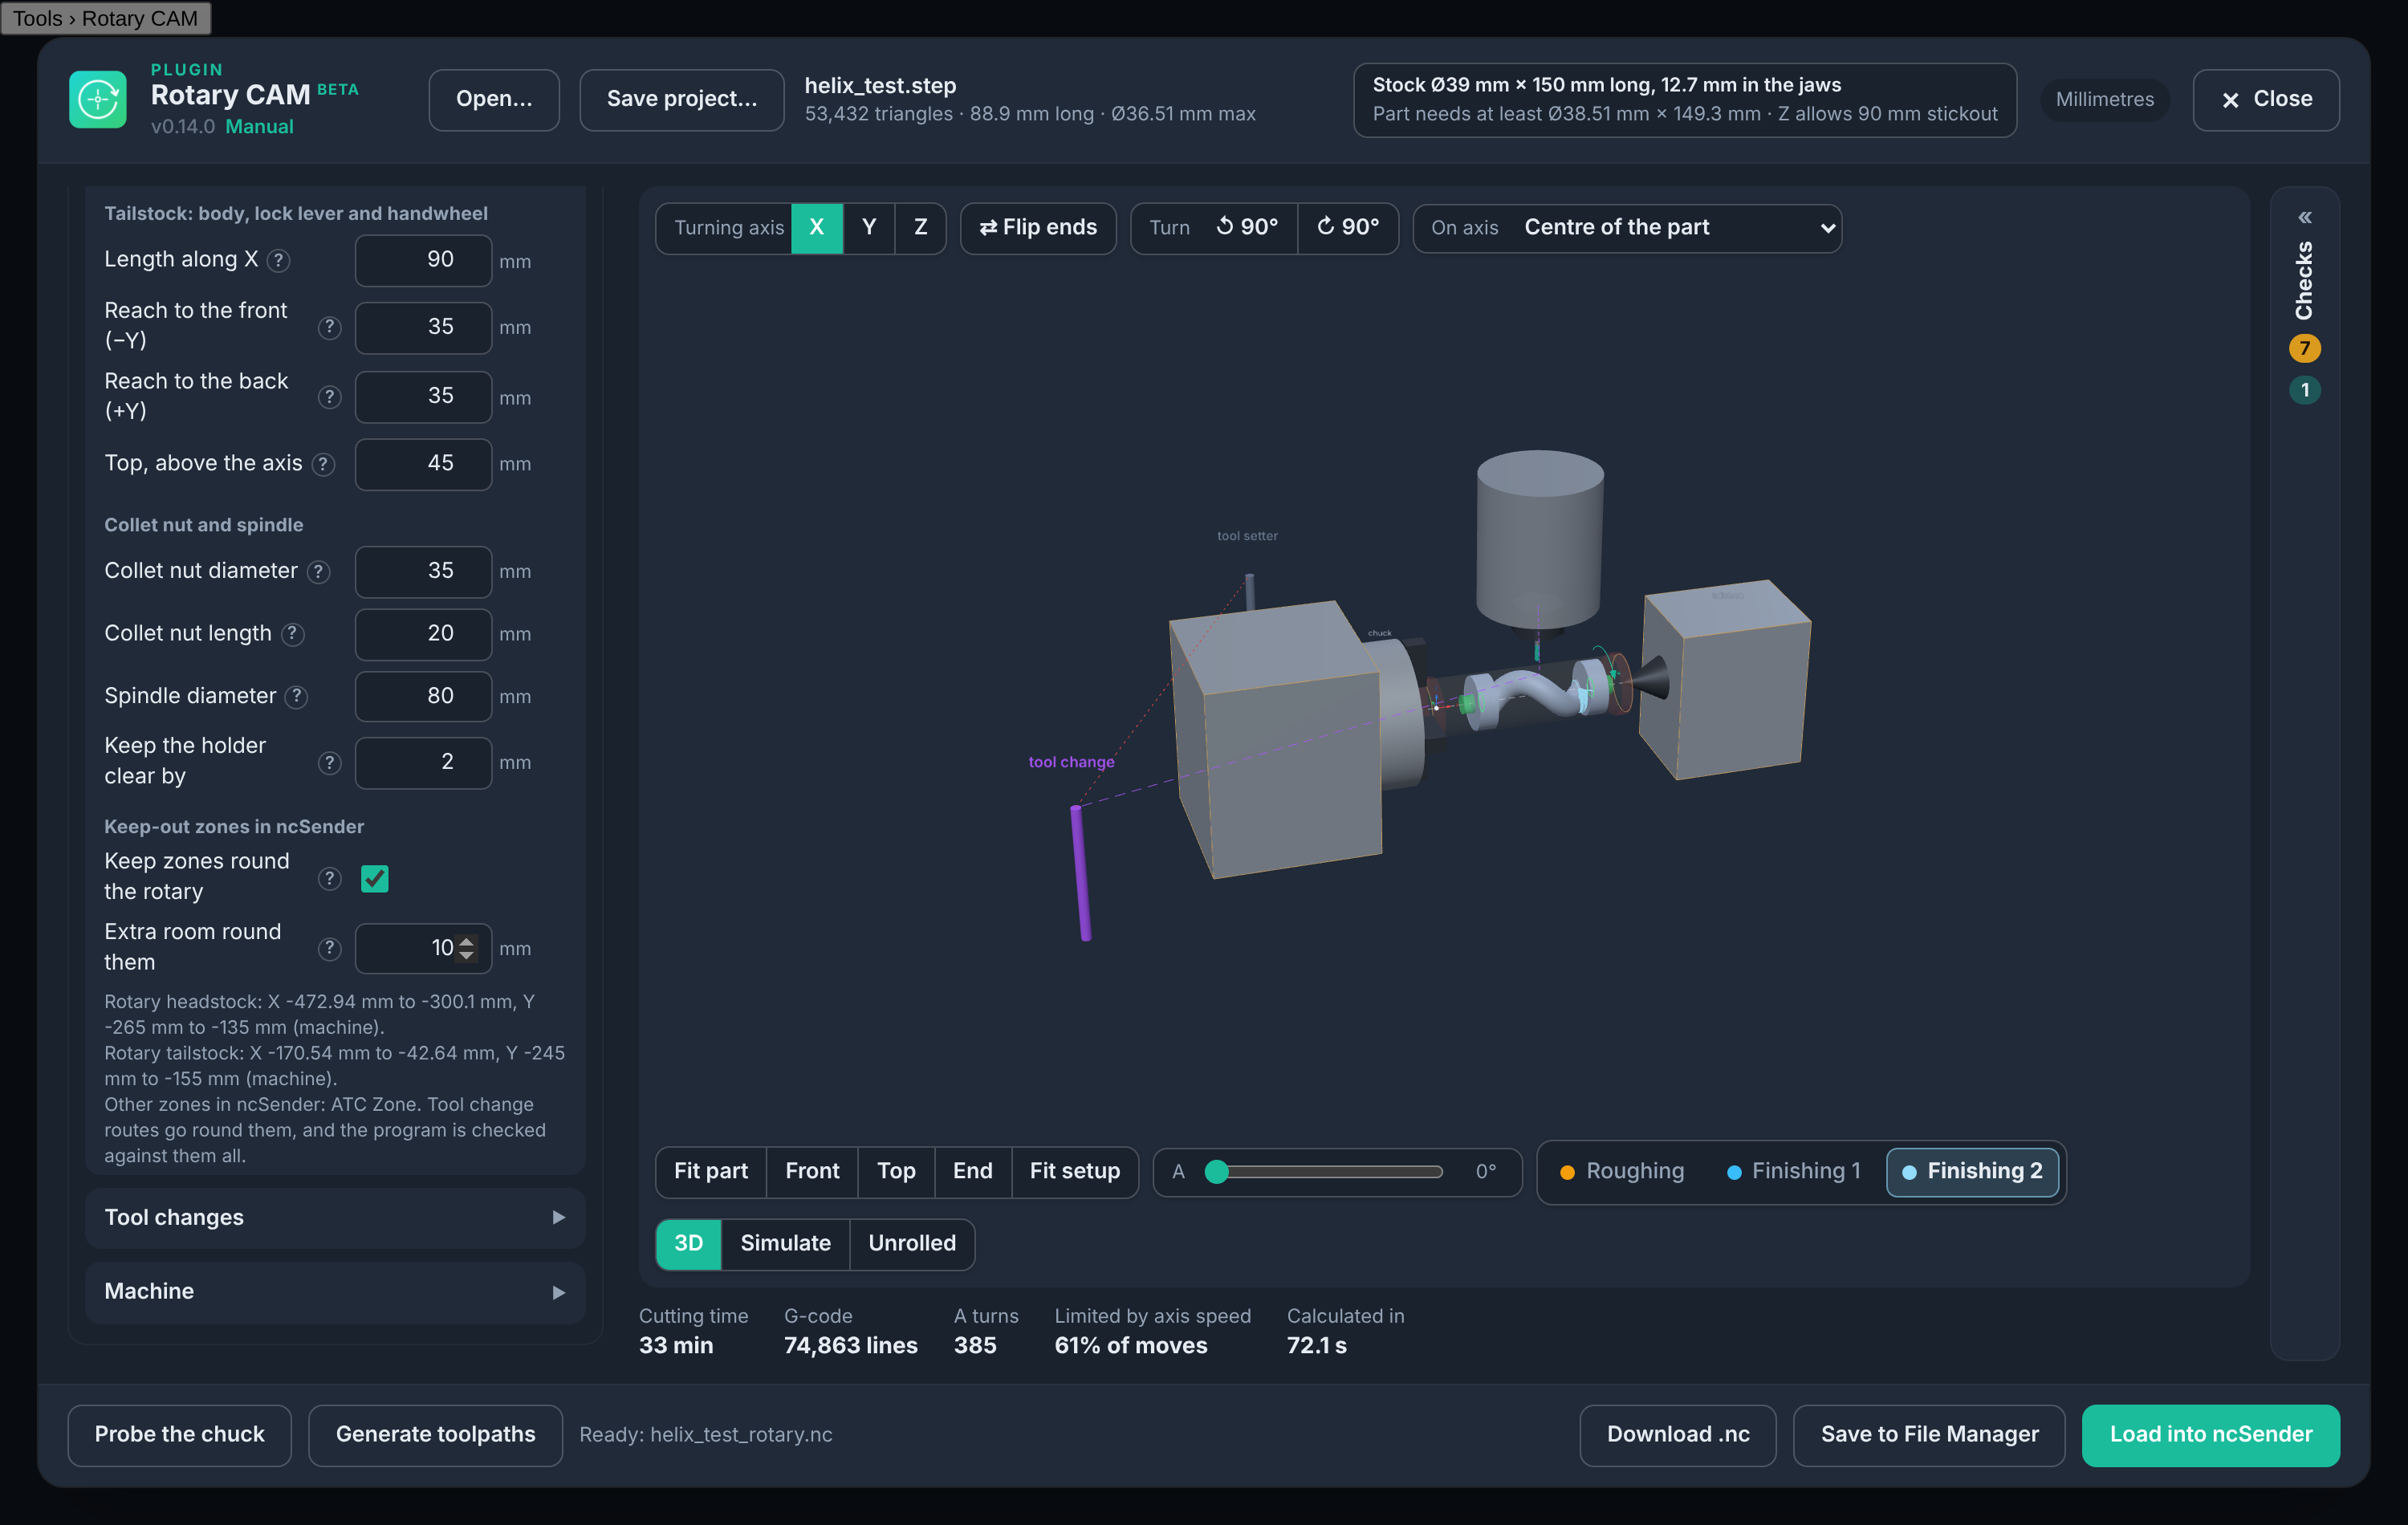 Tools › Rotary CAM
PLUGIN
Rotary CAM BETA
v0.14.0 Manual
Open...
Save project...
helix_test.step
53,432 triangles · 88.9 mm long · Ø36.51 mm max
Stock Ø39 mm × 150 mm long, 12.7 mm in the jaws
Part needs at least Ø38.51 mm × 149.3 mm · Z allows 90 mm stickout
Millimetres
× Close
Tailstock: body, lock lever and handwheel
Length along X ? 90 mm
Reach to the front
(−Y) ? 35 mm
Reach to the back
(+Y) ? 35 mm
Top, above the axis ? 45 mm
Collet nut and spindle
Collet nut diameter ? 35 mm
Collet nut length ? 20 mm
Spindle diameter ? 80 mm
Keep the holder
clear by ? 2 mm
Keep-out zones in ncSender
Keep zones round
the rotary ?
Extra room round
them ? 10 mm
Rotary headstock: X -472.94 mm to -300.1 mm, Y
-265 mm to -135 mm (machine).
Rotary tailstock: X -170.54 mm to -42.64 mm, Y -245
mm to -155 mm (machine).
Other zones in ncSender: ATC Zone. Tool change
routes go round them, and the program is checked
against them all.
Tool changes
Machine
Turning axis X Y Z
⇄ Flip ends
Turn ↺ 90° ↻ 90°
On axis Centre of the part
tool setter
chuck
tool change
Fit part Front Top End Fit setup
A 0°
Roughing Finishing 1 Finishing 2
3D Simulate Unrolled
Cutting time G-code A turns Limited by axis speed Calculated in
33 min 74,863 lines 385 61% of moves 72.1 s
«
Checks
7
1
Probe the chuck
Generate toolpaths
Ready: helix_test_rotary.nc
Download .nc
Save to File Manager
Load into ncSender